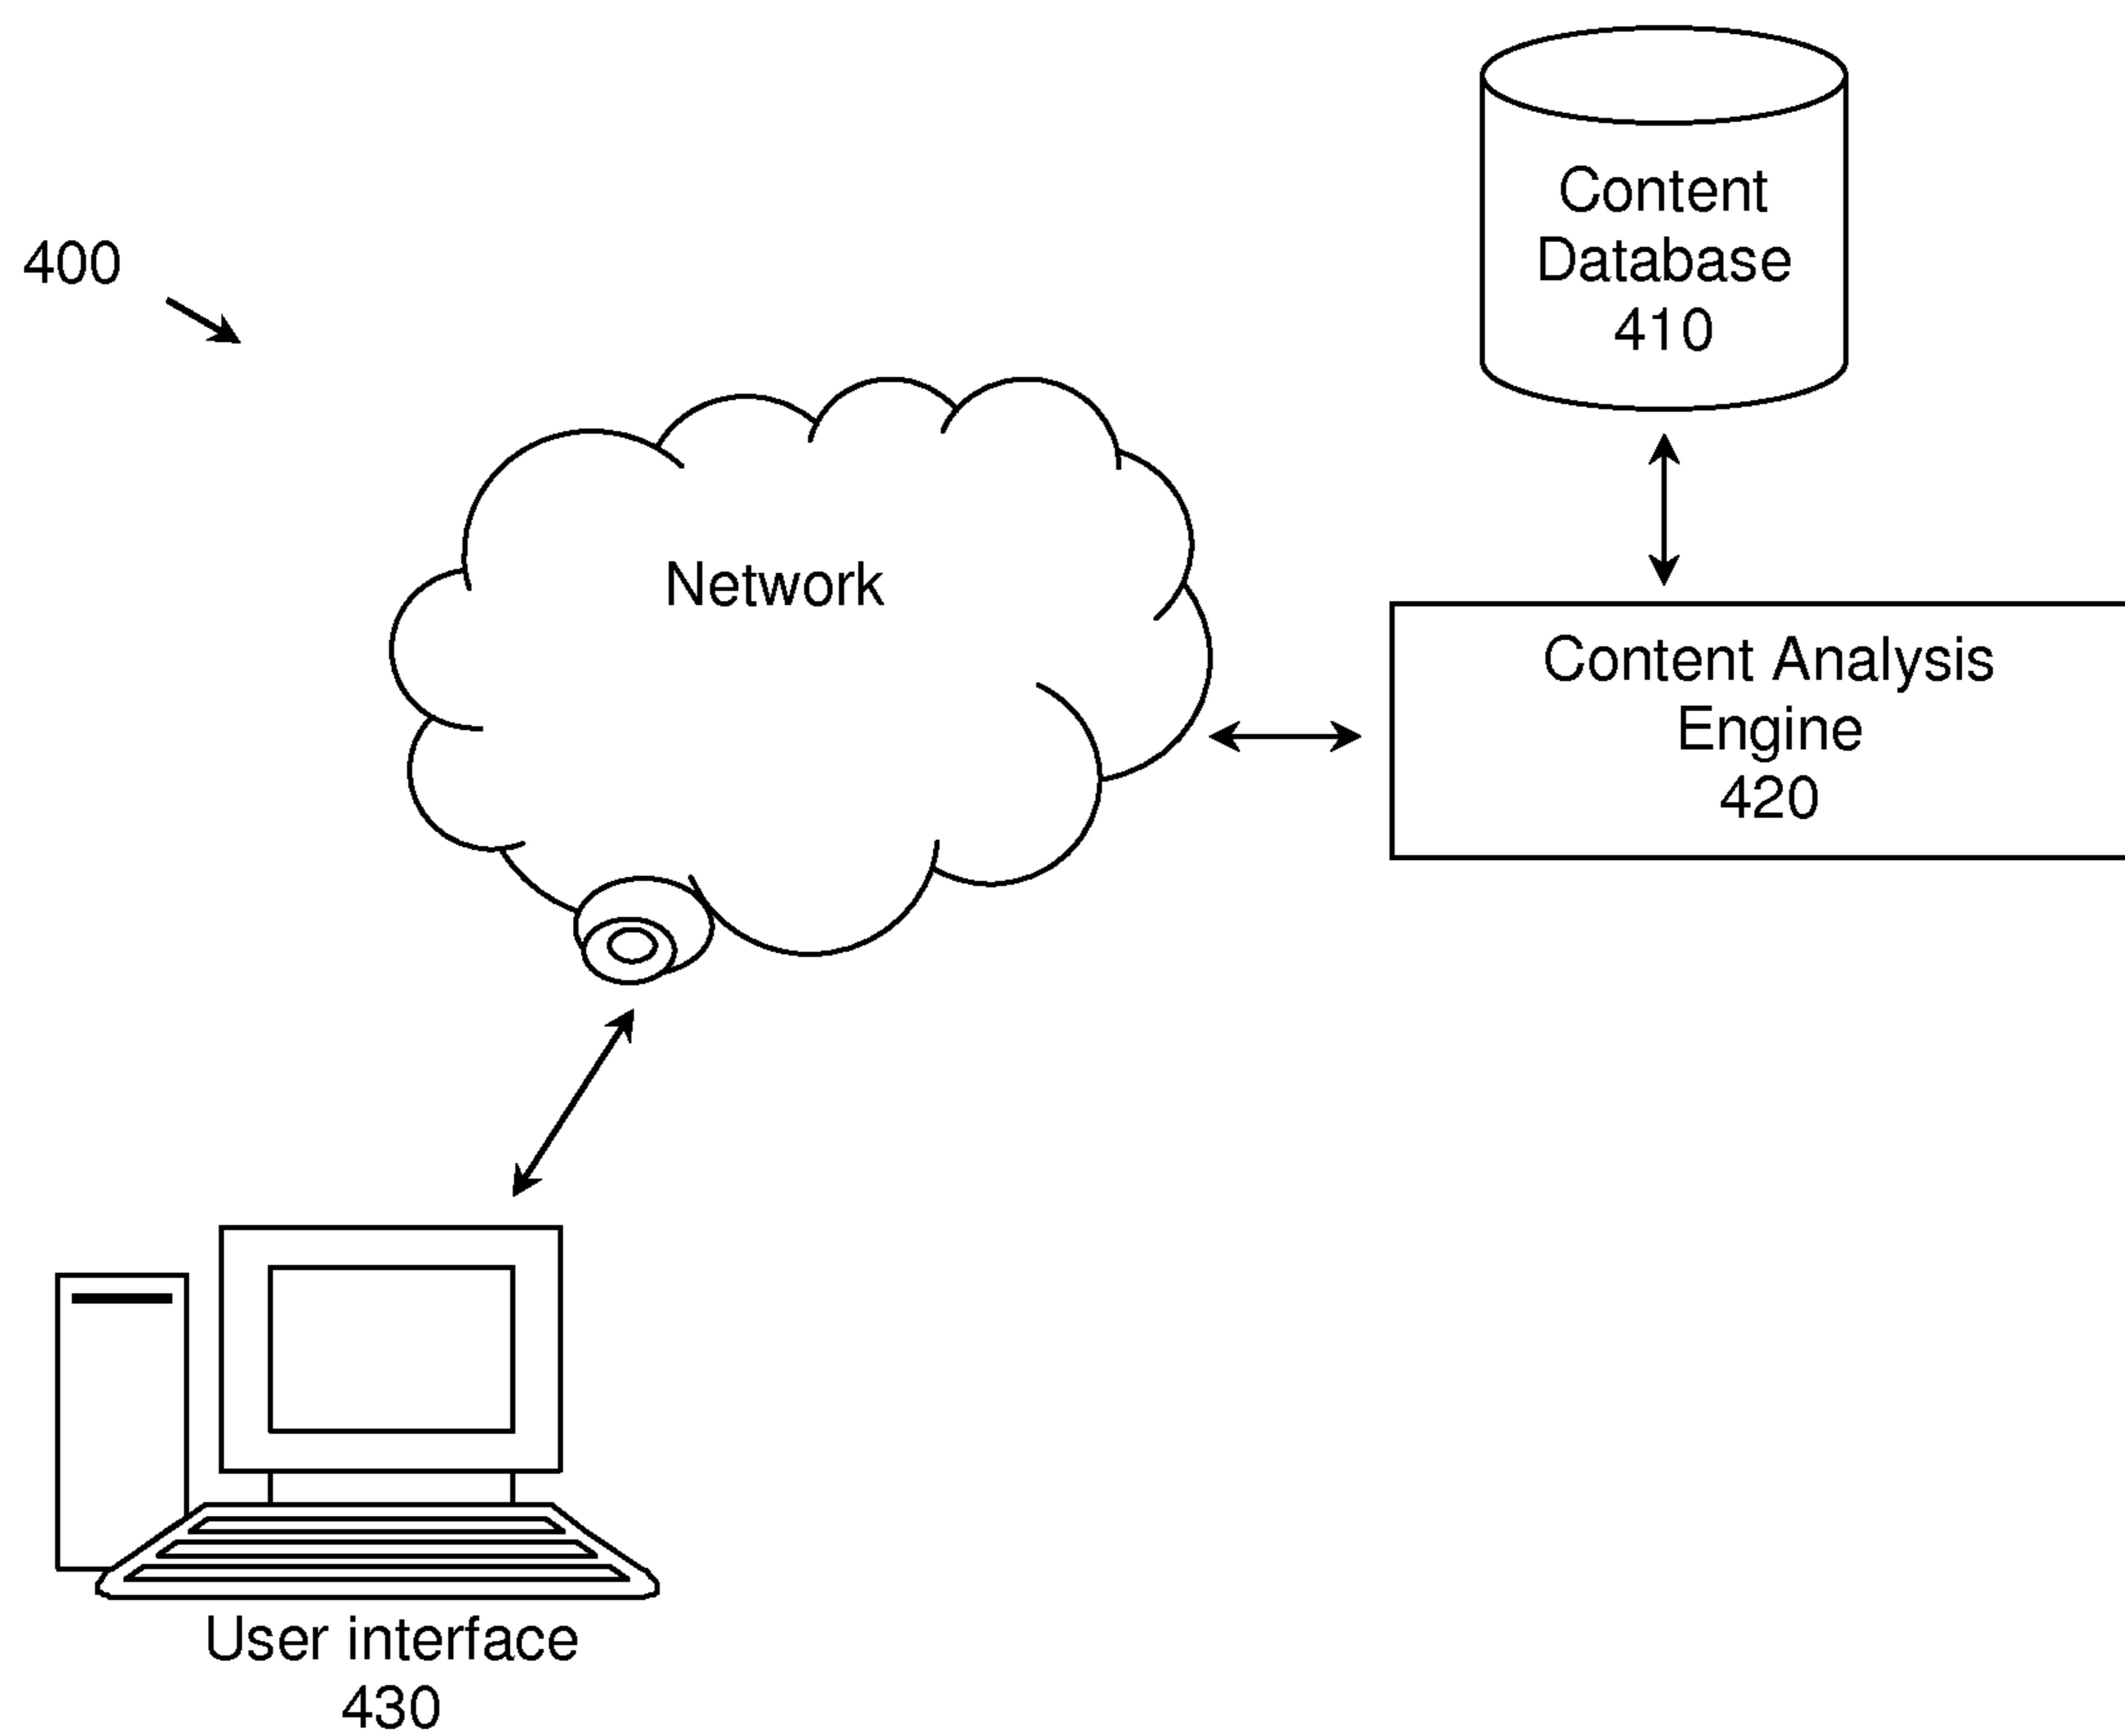 400
Content
Database
410
Network
Content Analysis
Engine
420
User interface
430